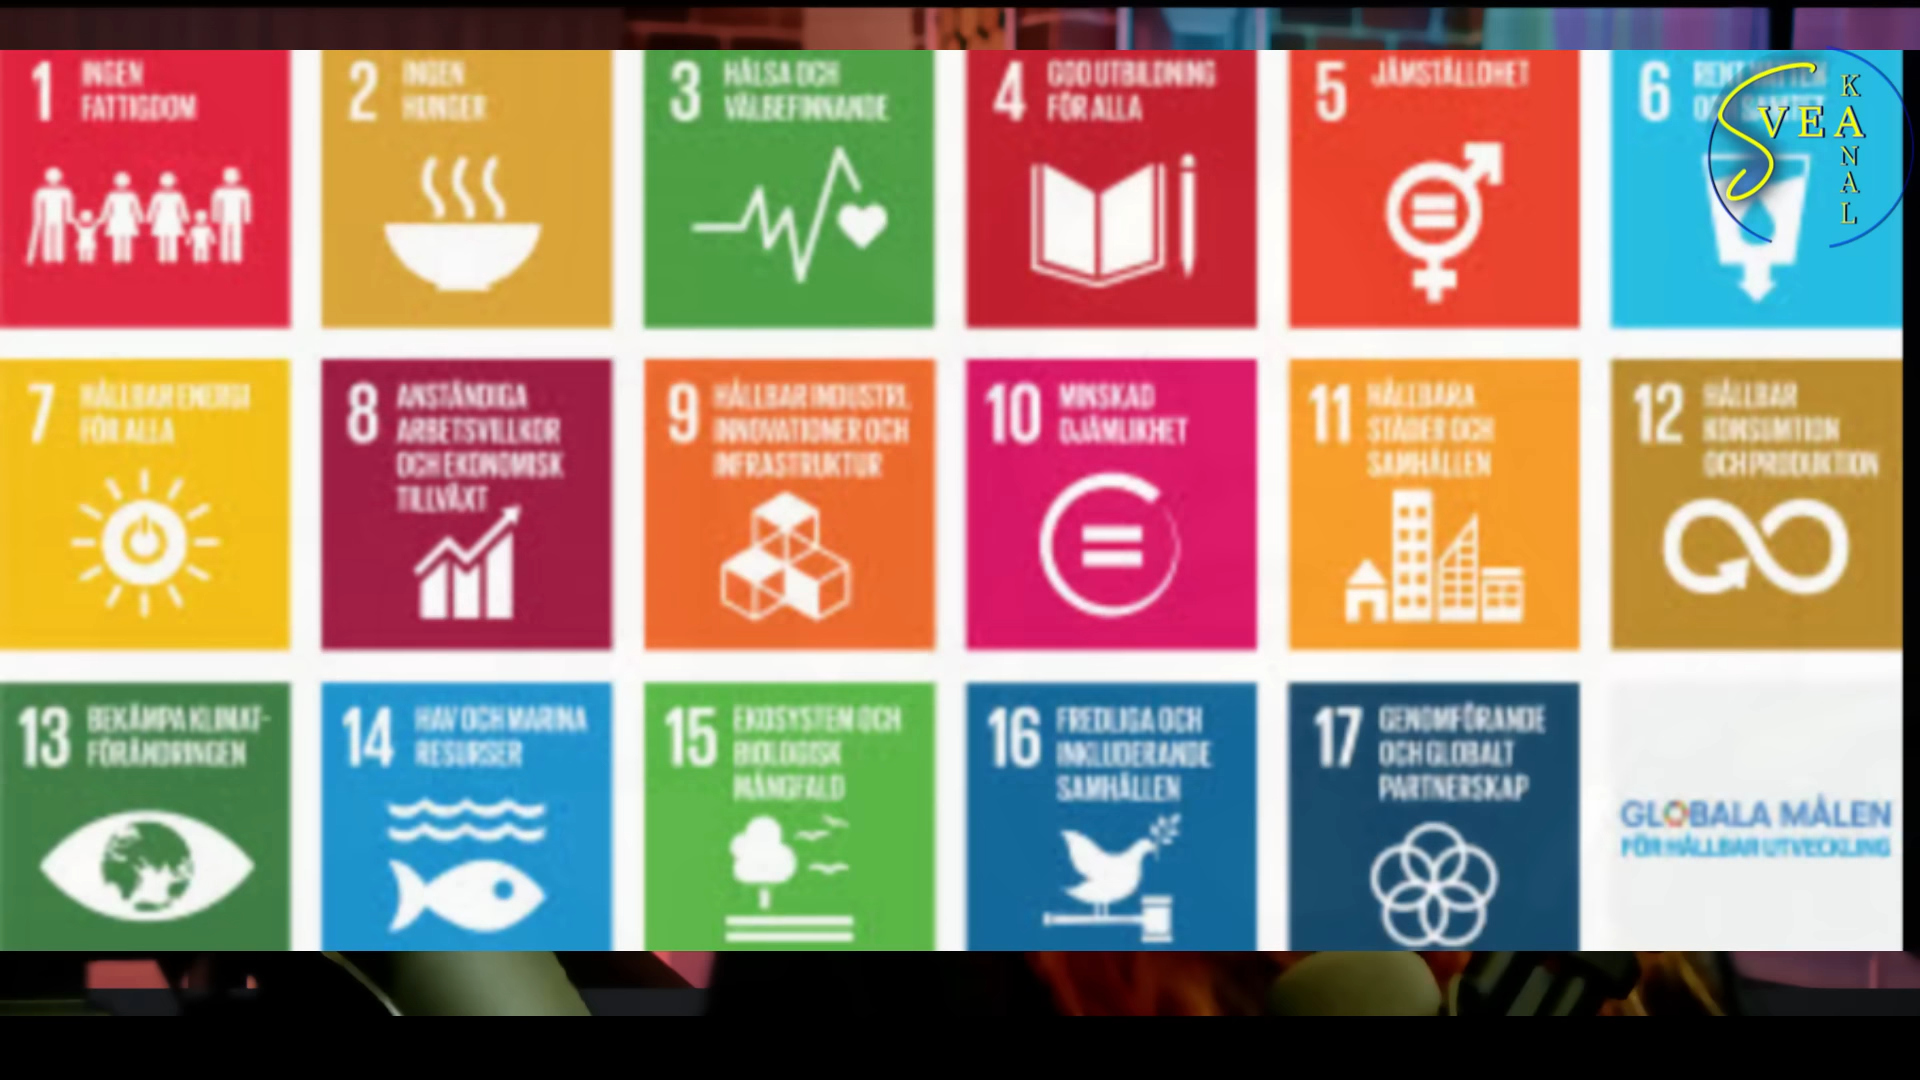 1 INGEN
FATTIGDOM
2 INGEN
HUNGER
3 HÄLSA OCH
VÄLBEFINNANDE
4 GOD UTBILDNING
FÖR ALLA
5 JÄMSTÄLLDHET
6 RENT VATTEN
SVEA
KANAL
7 HÅLLBAR ENERGI
FÖR ALLA
8 ANSTÄNDIGA
ARBETSVILLKOR
OCH EKONOMISK
TILLVÄXT
9 HÅLLBAR INDUSTRI,
INNOVATIONER OCH
INFRASTRUKTUR
10 MINSKAD
OJÄMLIKHET
11 HÅLLBARA
STÄDER OCH
SAMHÄLLEN
12 HÅLLBAR
KONSUMTION
OCH PRODUKTION
13 BEKÄMPA KLIMAT-
FÖRÄNDRINGEN
14 HAV OCH MARINA
RESURSER
15 EKOSYSTEM OCH
BIOLOGISK
MÅNGFALD
16 FREDLIGA OCH
INKLUDERANDE
SAMHÄLLEN
17 GENOMFÖRANDE
OCH GLOBALT
PARTNERSKAP
GLOBALA MÅLEN
FÖR HÅLLBAR UTVECKLING